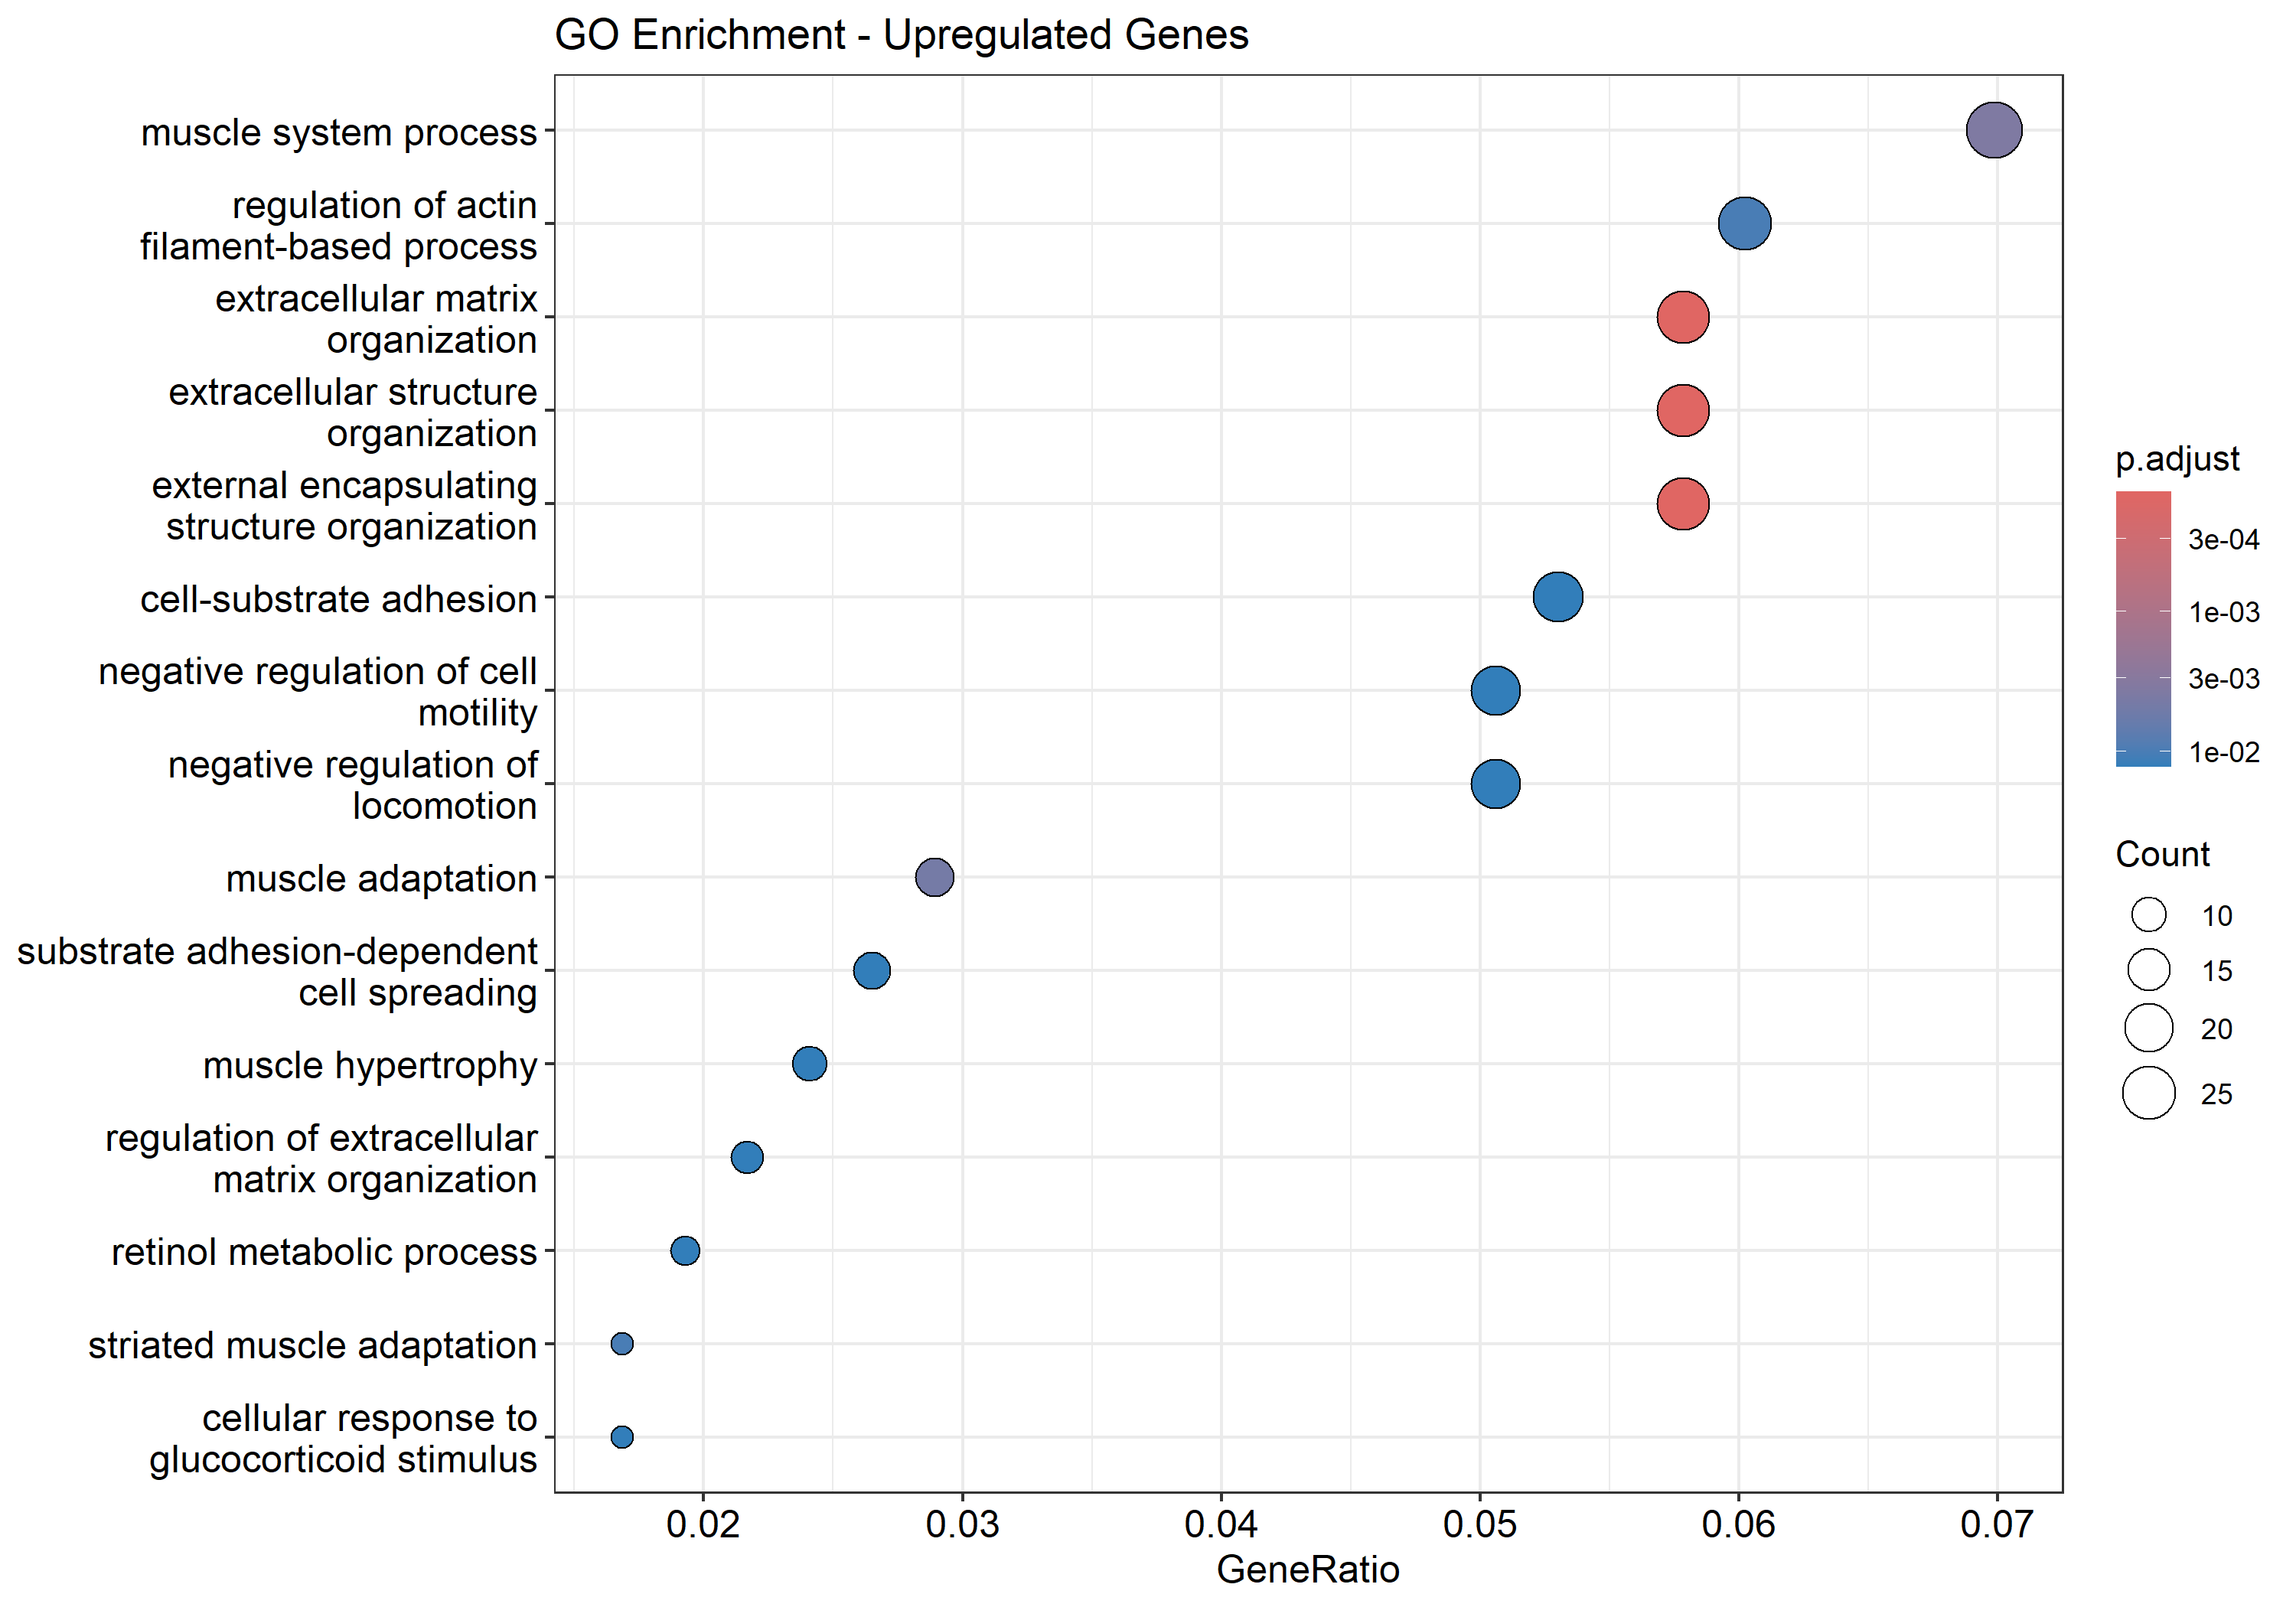 GO Enrichment - Upregulated Genes
muscle system process
regulation of actin
filament-based process
extracellular matrix
organization
extracellular structure
organization
external encapsulating
structure organization
cell-substrate adhesion
negative regulation of cell
motility
negative regulation of
locomotion
muscle adaptation
substrate adhesion-dependent
cell spreading
muscle hypertrophy
regulation of extracellular
matrix organization
retinol metabolic process
striated muscle adaptation
cellular response to
glucocorticoid stimulus
0.02 0.03 0.04 0.05 0.06 0.07
GeneRatio
p.adjust
3e-04
1e-03
3e-03
1e-02
Count
10
15
20
25